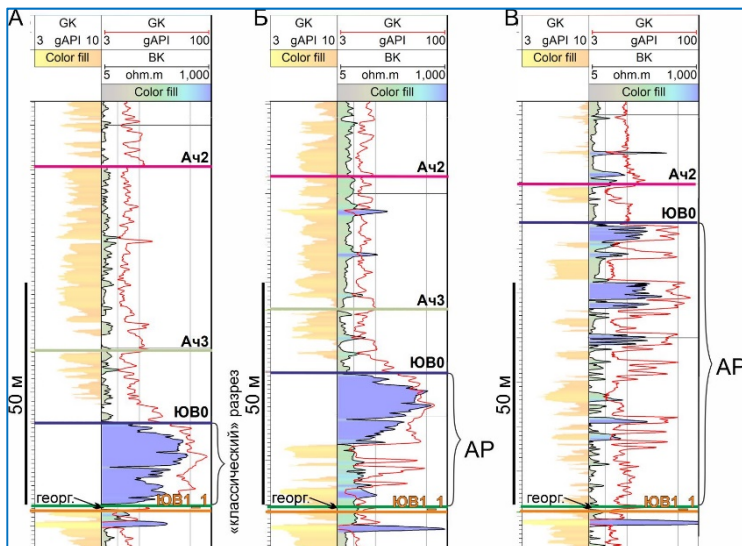 А
GK
GK
3 gAPI 10
3 gAPI 100
Color fill
BK
5 ohm.m 1,000
Color fill
Ач2
Ач3
ЮВ0
50 м
георг.
ЮВ1_1
«классический» разрез
Б
GK
GK
3 gAPI 10
3 gAPI 100
Color fill
BK
5 ohm.m 1,000
Color fill
Ач2
Ач3
ЮВ0
50 м
АР
георг.
ЮВ1_1
В
GK
GK
3 gAPI 10
3 gAPI 100
Color fill
BK
5 ohm.m 1,000
Color fill
Ач2
ЮВ0
50 м
АР
георг.
ЮВ1_1